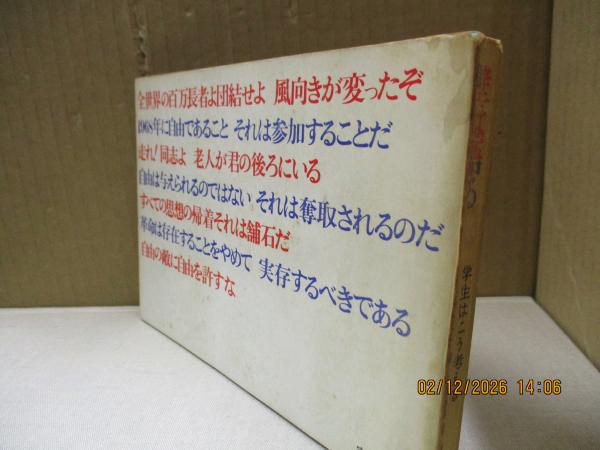 全世界の百万長者よ団結せよ 風向きが変ったぞ
1968年に自由であること それは参加することだ
走れ!同志よ 老人が君の後ろにいる
自由は与えられるのではない それは奪取されるのだ
すべての思想の帰着それは舗石だ
革命は存在することをやめて 実存するべきである
自由の敵に自由を許すな
語る
学生はこう考える
02/12/2026 14:06